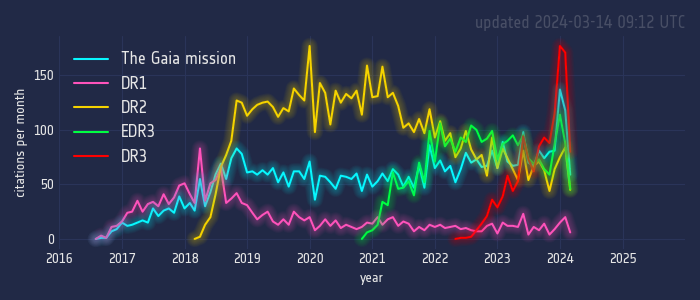 updated 2024-03-14 09:12 UTC
The Gaia mission
DR1
DR2
EDR3
DR3
citations per month
150
100
50
0
2016 2017 2018 2019 2020 2021 2022 2023 2024 2025
year